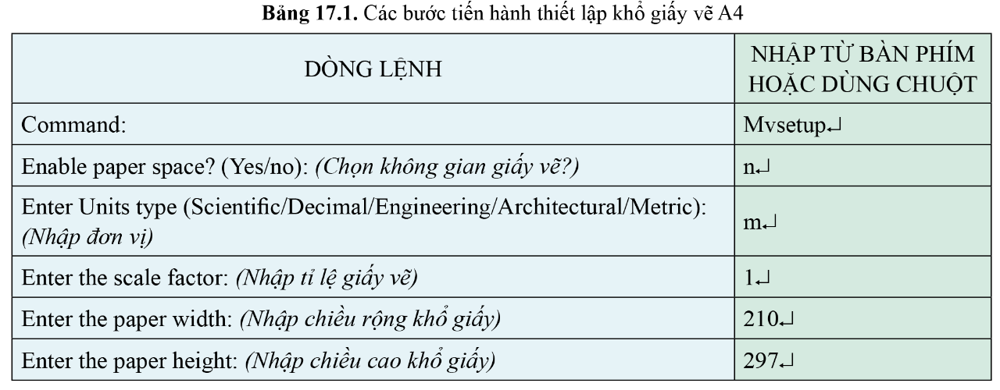 Bảng 17.1. Các bước tiến hành thiết lập khổ giấy vẽ A4
DÒNG LỆNH
NHẬP TỪ BÀN PHÍM
HOẶC DÙNG CHUỘT
Command:
Mvsetup↵
Enable paper space? (Yes/no): (Chọn không gian giấy vẽ?)
n↵
Enter Units type (Scientific/Decimal/Engineering/Architectural/Metric):
(Nhập đơn vị)
m↵
Enter the scale factor: (Nhập tỉ lệ giấy vẽ)
1↵
Enter the paper width: (Nhập chiều rộng khổ giấy)
210↵
Enter the paper height: (Nhập chiều cao khổ giấy)
297↵